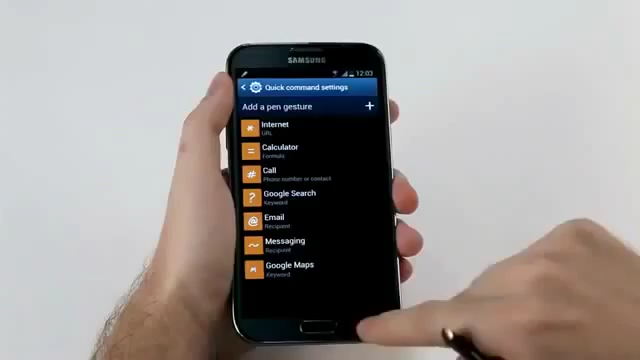 SAMSUNG
12:03
Quick command settings
Add a pen gesture +
Internet
URL
= Calculator
Formula
# Call
Phone number or contact
? Google Search
Keyword
@ Email
Recipient
~ Messaging
Recipient
Google Maps
Keyword